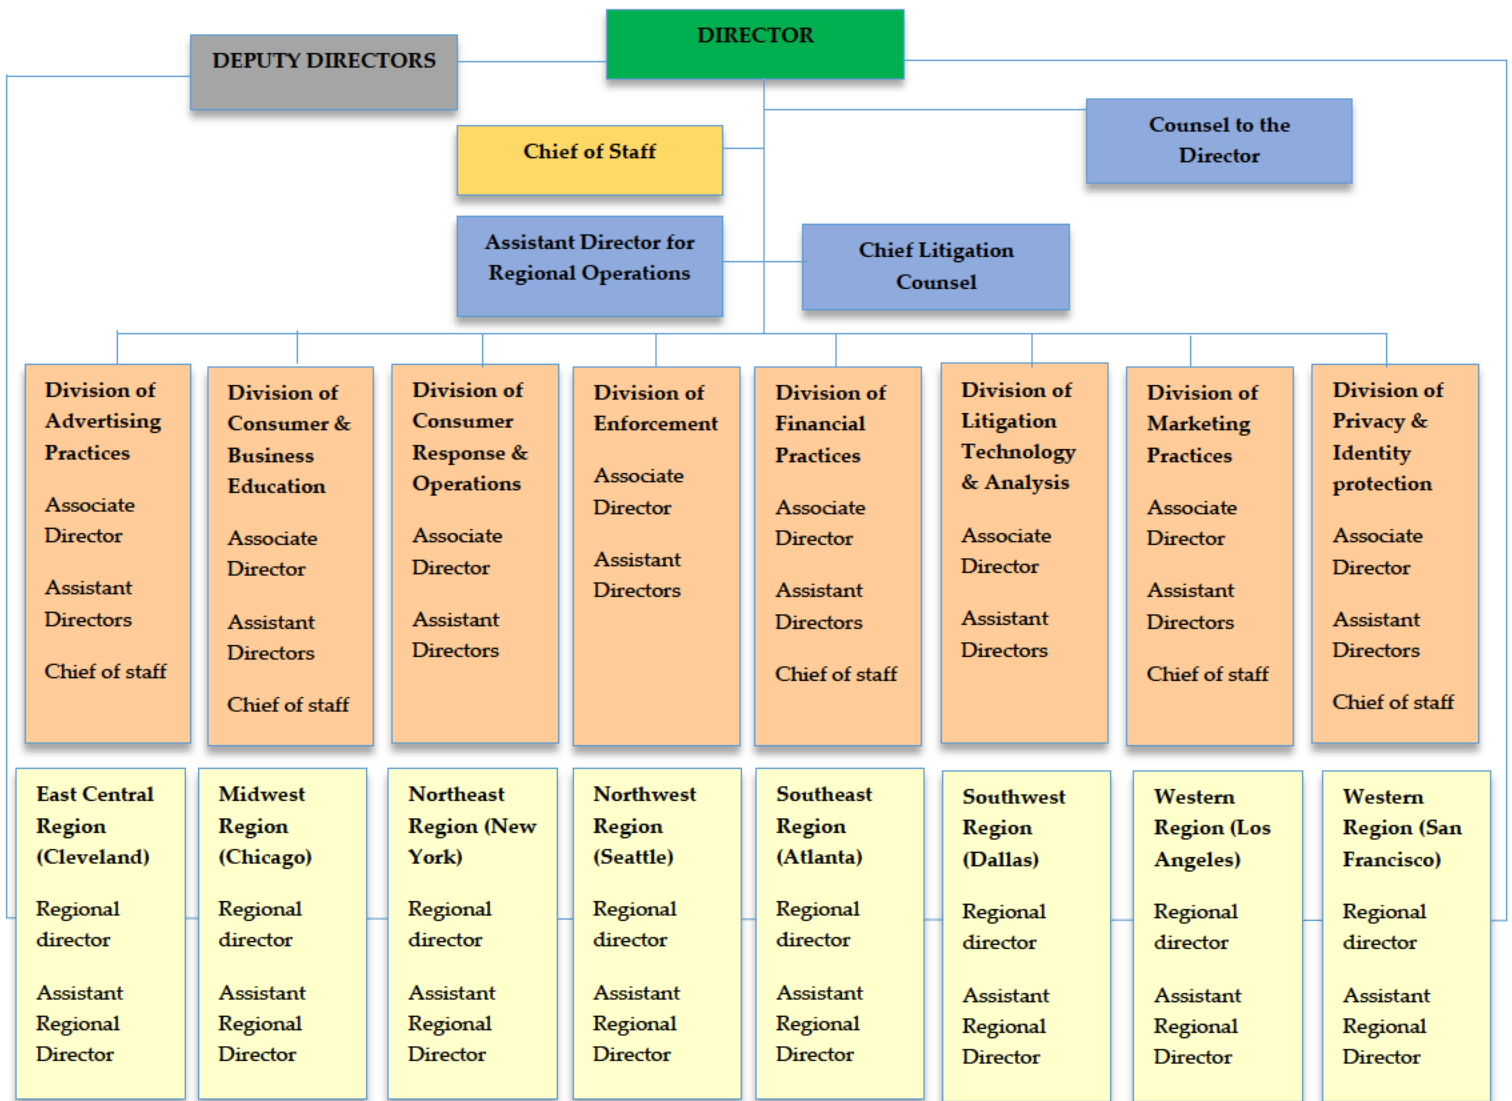 DIRECTOR
DEPUTY DIRECTORS
Counsel to the
Director
Chief of Staff
Assistant Director for
Regional Operations
Chief Litigation
Counsel
Division of
Advertising
Practices
Associate
Director
Assistant
Directors
Chief of staff
Division of
Consumer &
Business
Education
Associate
Director
Assistant
Directors
Chief of staff
Division of
Consumer
Response &
Operations
Associate
Director
Assistant
Directors
Division of
Enforcement
Associate
Director
Assistant
Directors
Division of
Financial
Practices
Associate
Director
Assistant
Directors
Chief of staff
Division of
Litigation
Technology
& Analysis
Associate
Director
Assistant
Directors
Division of
Marketing
Practices
Associate
Director
Assistant
Directors
Chief of staff
Division of
Privacy &
Identity
protection
Associate
Director
Assistant
Directors
Chief of staff
East Central
Region
(Cleveland)
Regional
director
Assistant
Regional
Director
Midwest
Region
(Chicago)
Regional
director
Assistant
Regional
Director
Northeast
Region (New
York)
Regional
director
Assistant
Regional
Director
Northwest
Region
(Seattle)
Regional
director
Assistant
Regional
Director
Southeast
Region
(Atlanta)
Regional
director
Assistant
Regional
Director
Southwest
Region
(Dallas)
Regional
director
Assistant
Regional
Director
Western
Region (Los
Angeles)
Regional
director
Assistant
Regional
Director
Western
Region (San
Francisco)
Regional
director
Assistant
Regional
Director